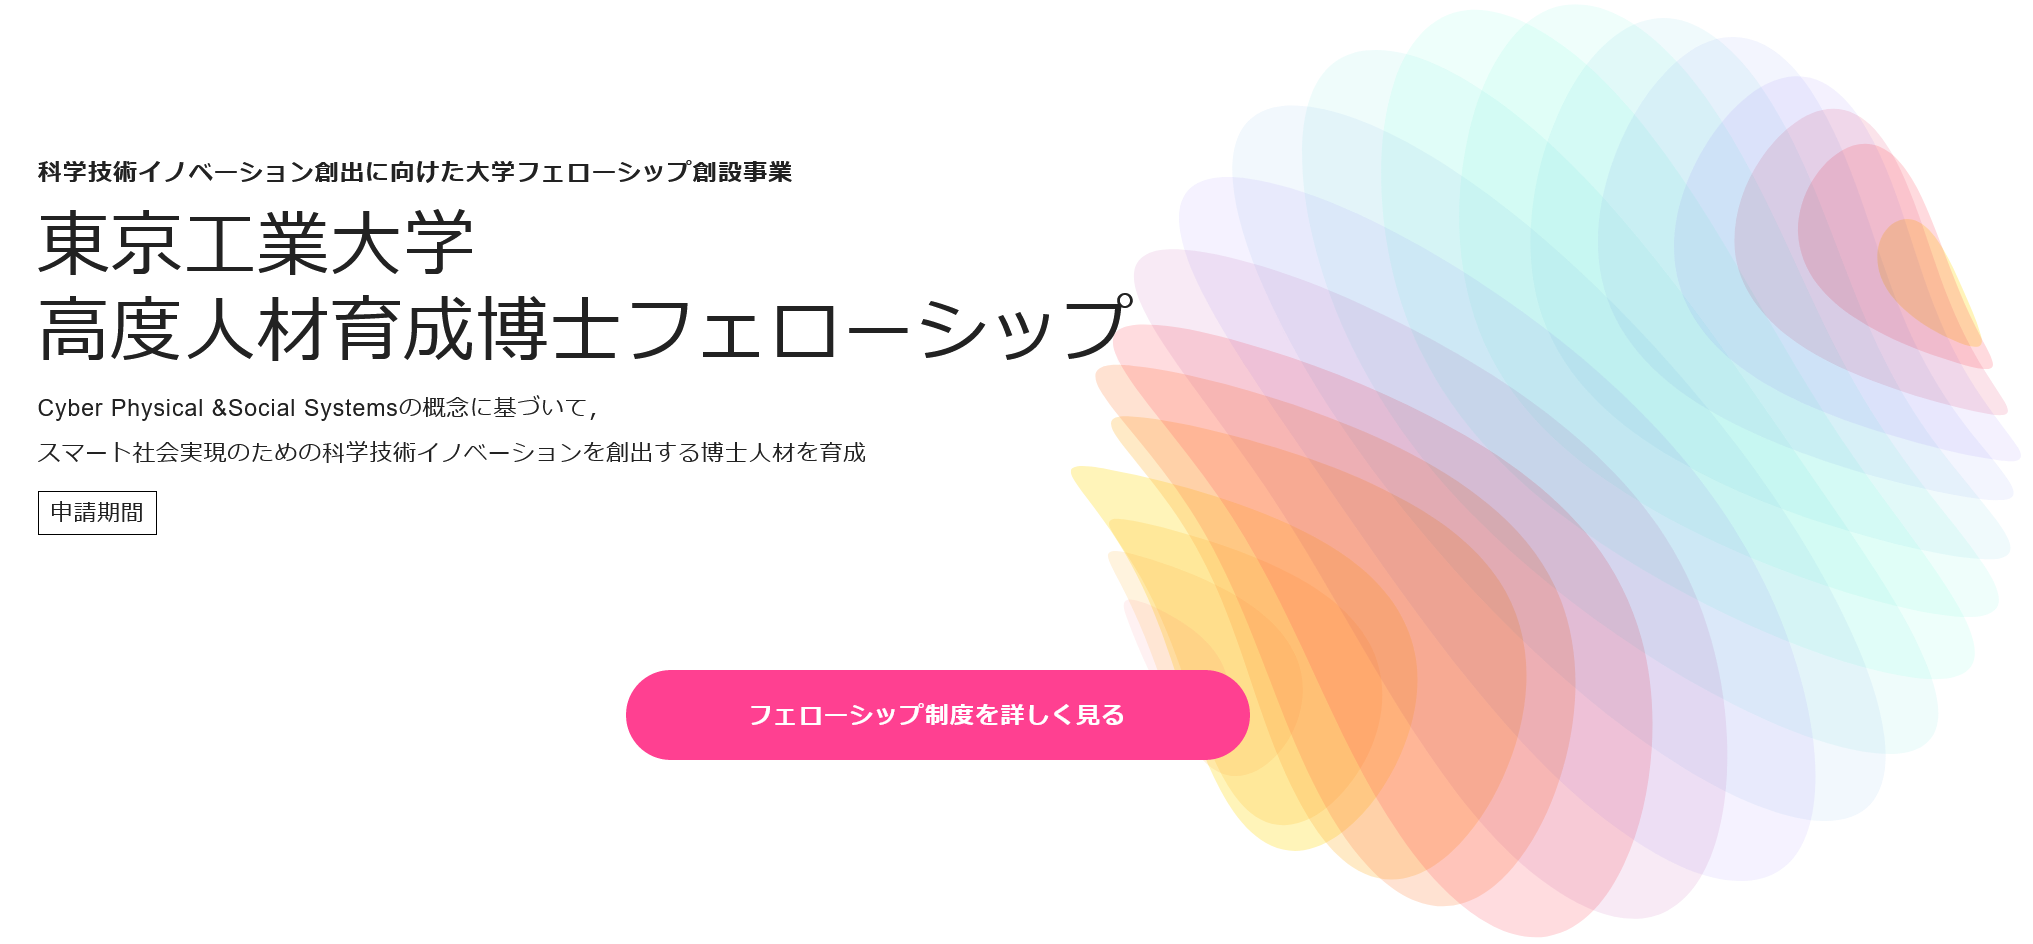 科学技術イノベーション創出に向けた大学フェローシップ創設事業
東京工業大学
高度人材育成博士フェローシップ
Cyber Physical &Social Systemsの概念に基づいて，
スマート社会実現のための科学技術イノベーションを創出する博士人材を育成
申請期間
フェローシップ制度を詳しく見る